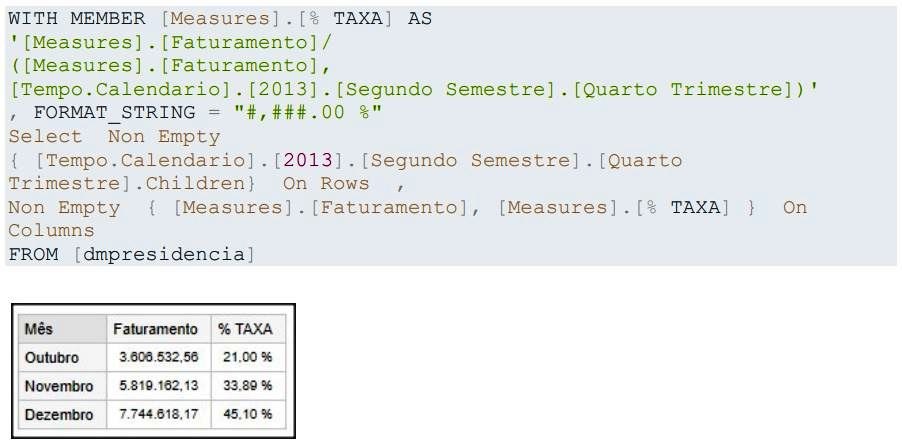 WITH MEMBER [Measures].[% TAXA] AS
'[Measures].[Faturamento]/
([Measures].[Faturamento],
[Tempo.Calendario].[2013].[Segundo Semestre].[Quarto Trimestre])'
, FORMAT_STRING = "#,###.00 %"
Select Non Empty
{ [Tempo.Calendario].[2013].[Segundo Semestre].[Quarto
Trimestre].Children} On Rows ,
Non Empty { [Measures].[Faturamento], [Measures].[% TAXA] } On
Columns
FROM [dmpresidencia]
Mês Faturamento % TAXA
Outubro 3.606.532,56 21,00 %
Novembro 5.819.162,13 33,89 %
Dezembro 7.744.618,17 45,10 %